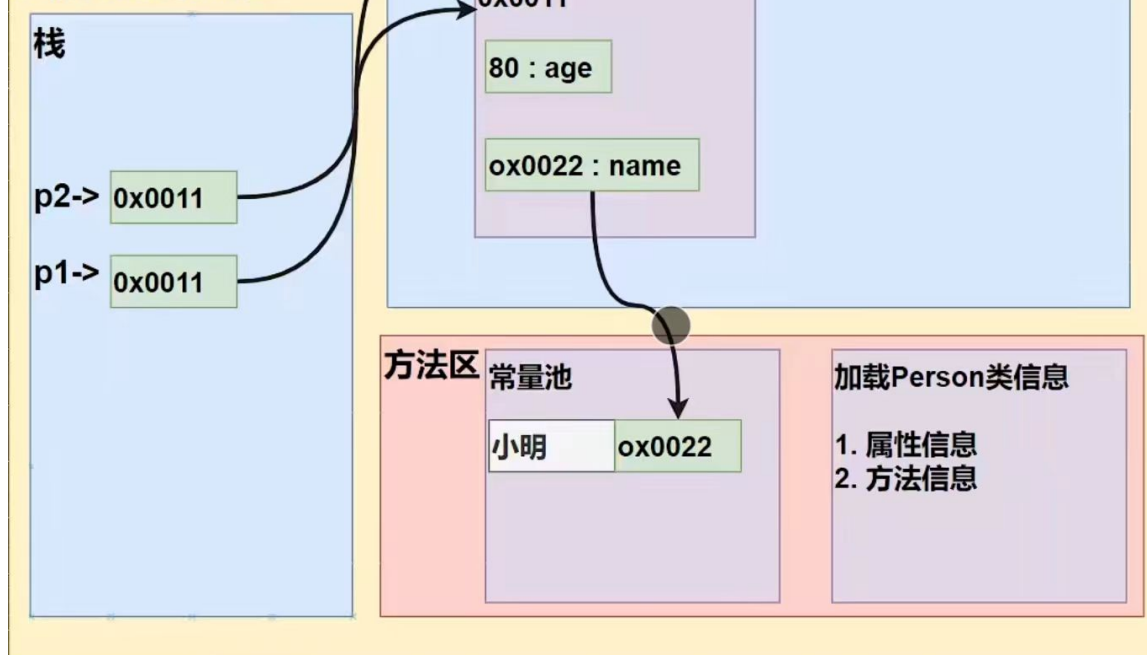 栈
0x0011
80 : age
ox0022 : name
p2-> 0x0011
p1-> 0x0011
方法区
常量池
小明 ox0022
加载Person类信息
1. 属性信息
2. 方法信息